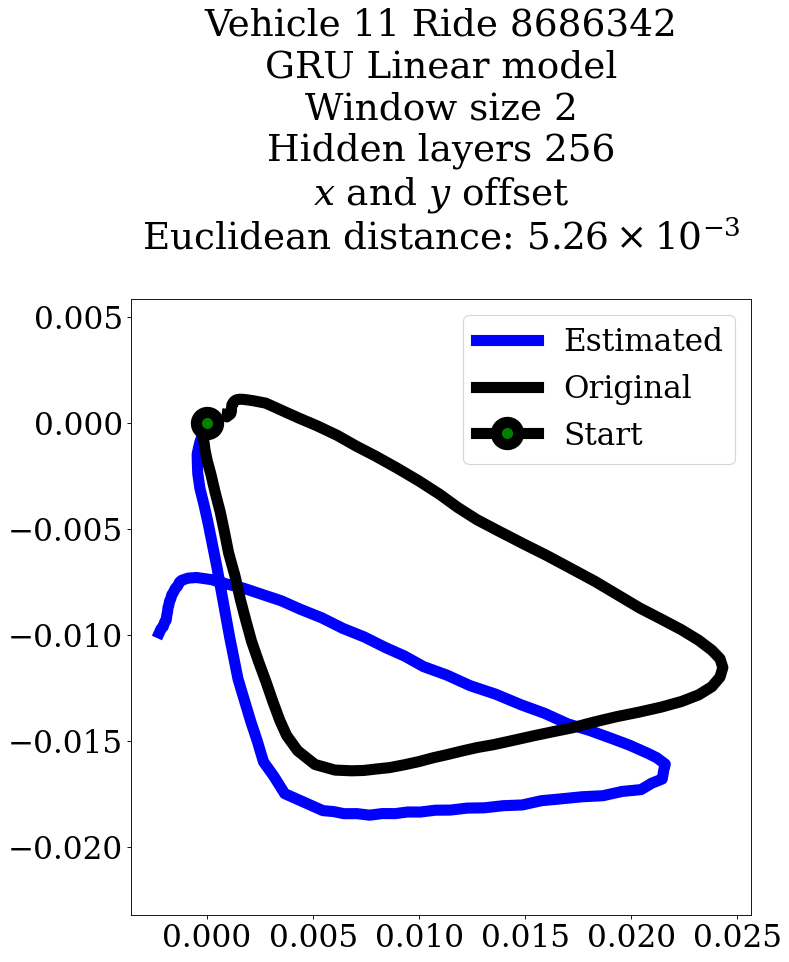 Vehicle 11 Ride 8686342
GRU Linear model
Window size 2
Hidden layers 256
x and y offset
Euclidean distance: 5.26 × 10⁻³
Estimated
Original
Start
0.005
0.000
−0.005
−0.010
−0.015
−0.020
0.000 0.005 0.010 0.015 0.020 0.025